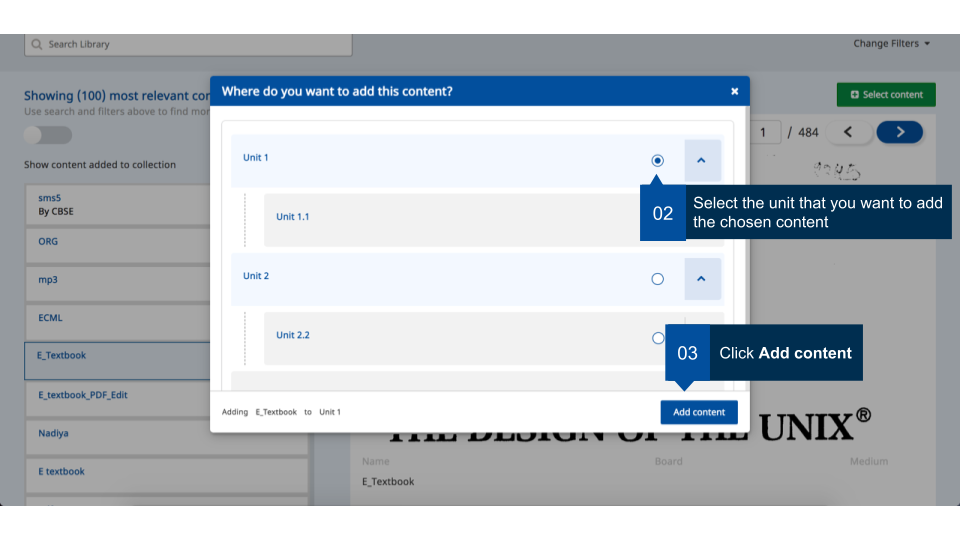 Search Library
Change Filters
Showing (100) most relevant con
Use search and filters above to find mor
Show content added to collection
sms5
By CBSE
ORG
mp3
ECML
E_Textbook
E_textbook_PDF_Edit
Nadiya
E textbook
Where do you want to add this content?
Unit 1
Unit 1.1
Unit 2
Unit 2.2
Adding E_Textbook to Unit 1
Add content
02
Select the unit that you want to add
the chosen content
03
Click Add content
Select content
1 / 484
THE DESIGN OF THE UNIX®
Name Board Medium
E_Textbook